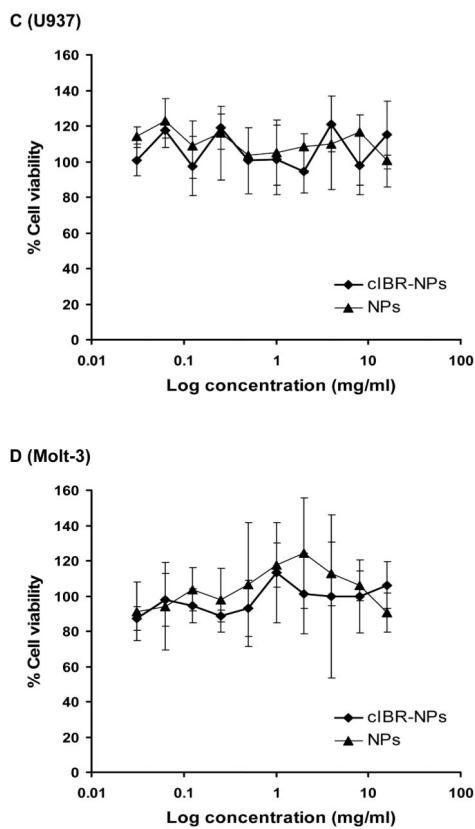 C (U937)
160
140
120
100
80
60
40
20
0
% Cell viability
cIBR-NPs
NPs
0.01 0.1 1 10 100
Log concentration (mg/ml)
D (Molt-3)
160
140
120
100
80
60
40
20
0
% Cell viability
cIBR-NPs
NPs
0.01 0.1 1 10 100
Log concentration (mg/ml)